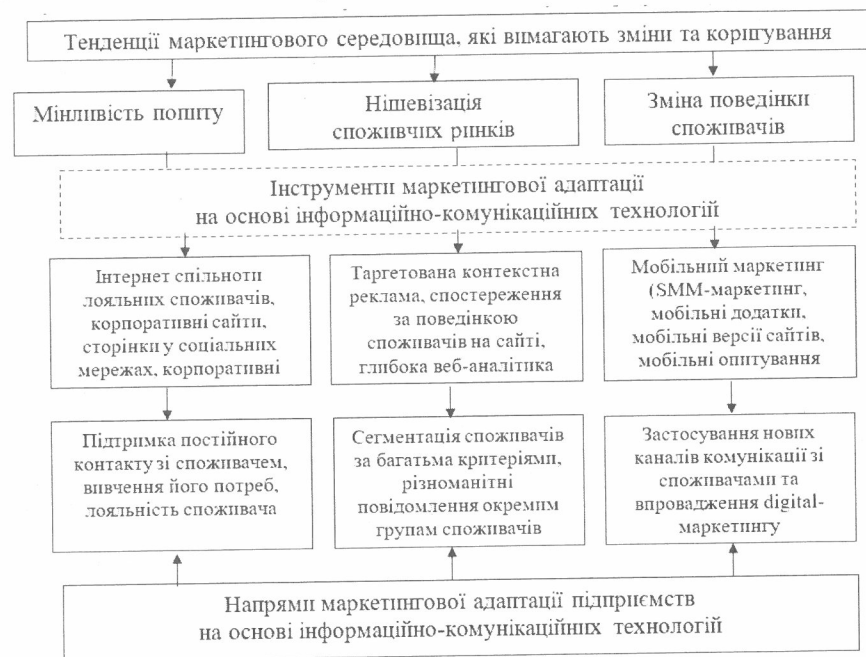 Тенденції маркетингового середовища, які вимагають зміни та коригування
Мінливість попиту
Нішевізація
споживчих ринків
Зміна поведінки
споживачів
Інструменти маркетингової адаптації
на основі інформаційно-комунікаційних технологій
Інтернет спільноти
лояльних споживачів,
корпоративні сайти,
сторінки у соціальних
мережах, корпоративні
Таргетована контекстна
реклама, спостереження
за поведінкою
споживачів на сайті,
глибока веб-аналітика
Мобільний маркетинг
(SMM-маркетинг,
мобільні додатки,
мобільні версії сайтів,
мобільні опитування
Підтримка постійного
контакту зі споживачем,
вивчення його потреб,
лояльність споживача
Сегментація споживачів
за багатьма критеріями,
різноманітні
повідомлення окремим
групам споживачів
Застосування нових
каналів комунікації зі
споживачами та
впровадження digital-
маркетингу
Напрями маркетингової адаптації підприємств
на основі інформаційно-комунікаційних технологій